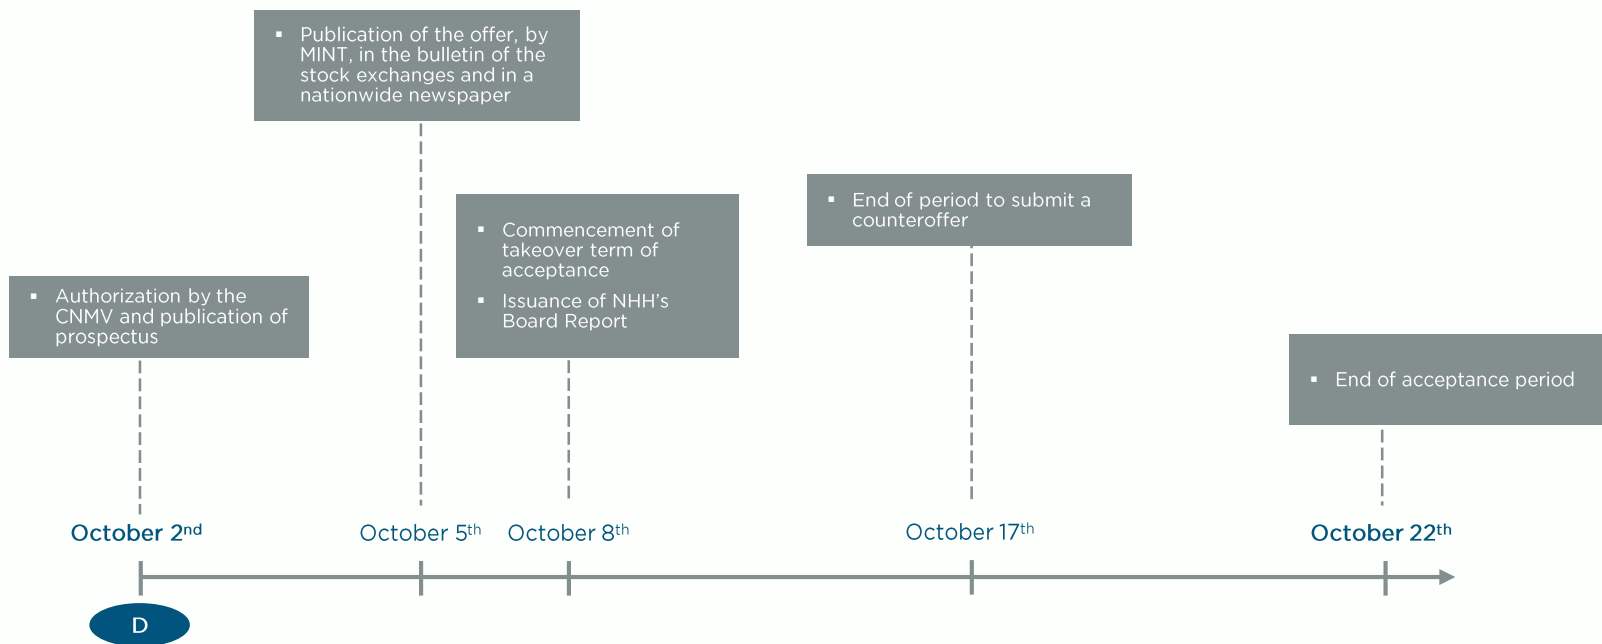 ▪ Publication of the offer, by
MINT, in the bulletin of the
stock exchanges and in a
nationwide newspaper
▪ End of period to submit a
counteroffer
▪ Commencement of
takeover term of
acceptance
▪ Issuance of NHH's
Board Report
▪ Authorization by the
CNMV and publication of
prospectus
▪ End of acceptance period
October 2nd
October 5th
October 8th
October 17th
October 22th
D